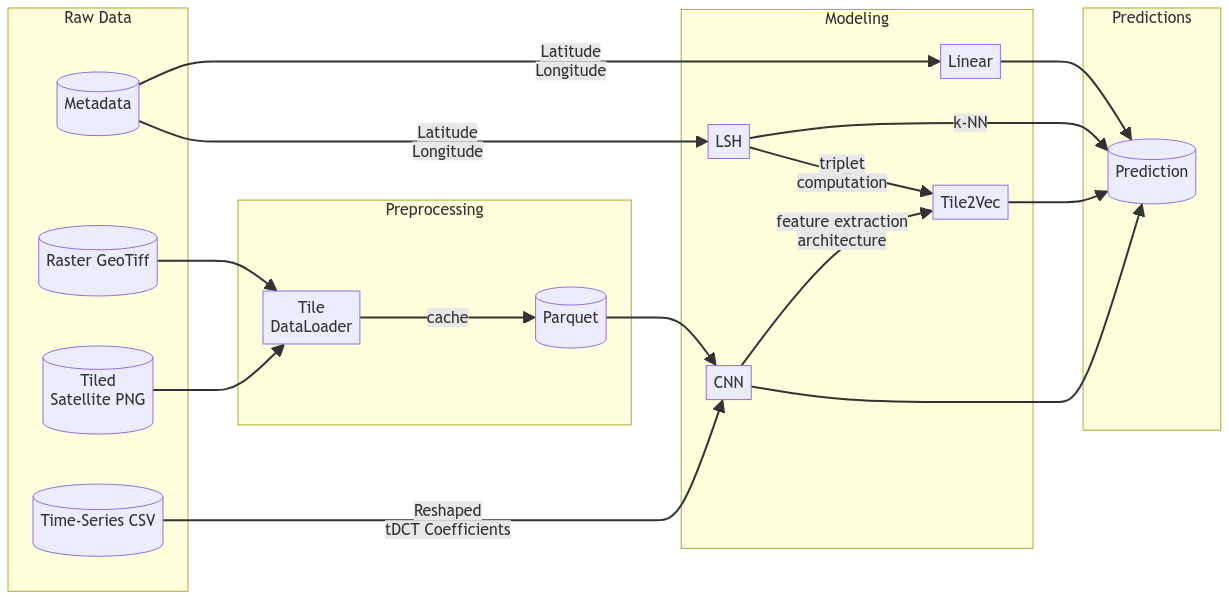 Raw Data
Modeling
Predictions
Latitude
Longitude
Linear
Metadata
Latitude
Longitude
LSH
k-NN
triplet
computation
Prediction
Tile2Vec
Preprocessing
feature extraction
architecture
Raster GeoTiff
Tile
DataLoader
cache
Parquet
Tiled
Satellite PNG
CNN
Time-Series CSV
Reshaped
tDCT Coefficients